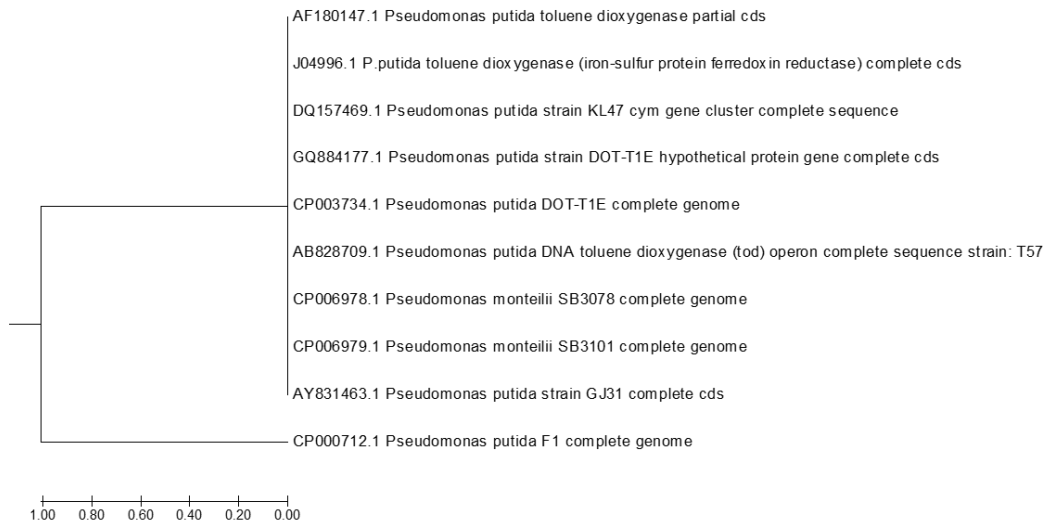 AF180147.1 Pseudomonas putida toluene dioxygenase partial cds
J04996.1 P.putida toluene dioxygenase (iron-sulfur protein ferredoxin reductase) complete cds
DQ157469.1 Pseudomonas putida strain KL47 cym gene cluster complete sequence
GQ884177.1 Pseudomonas putida strain DOT-T1E hypothetical protein gene complete cds
CP003734.1 Pseudomonas putida DOT-T1E complete genome
AB828709.1 Pseudomonas putida DNA toluene dioxygenase (tod) operon complete sequence strain: T57
CP006978.1 Pseudomonas monteilii SB3078 complete genome
CP006979.1 Pseudomonas monteilii SB3101 complete genome
AY831463.1 Pseudomonas putida strain GJ31 complete cds
CP000712.1 Pseudomonas putida F1 complete genome
1.00 0.80 0.60 0.40 0.20 0.00